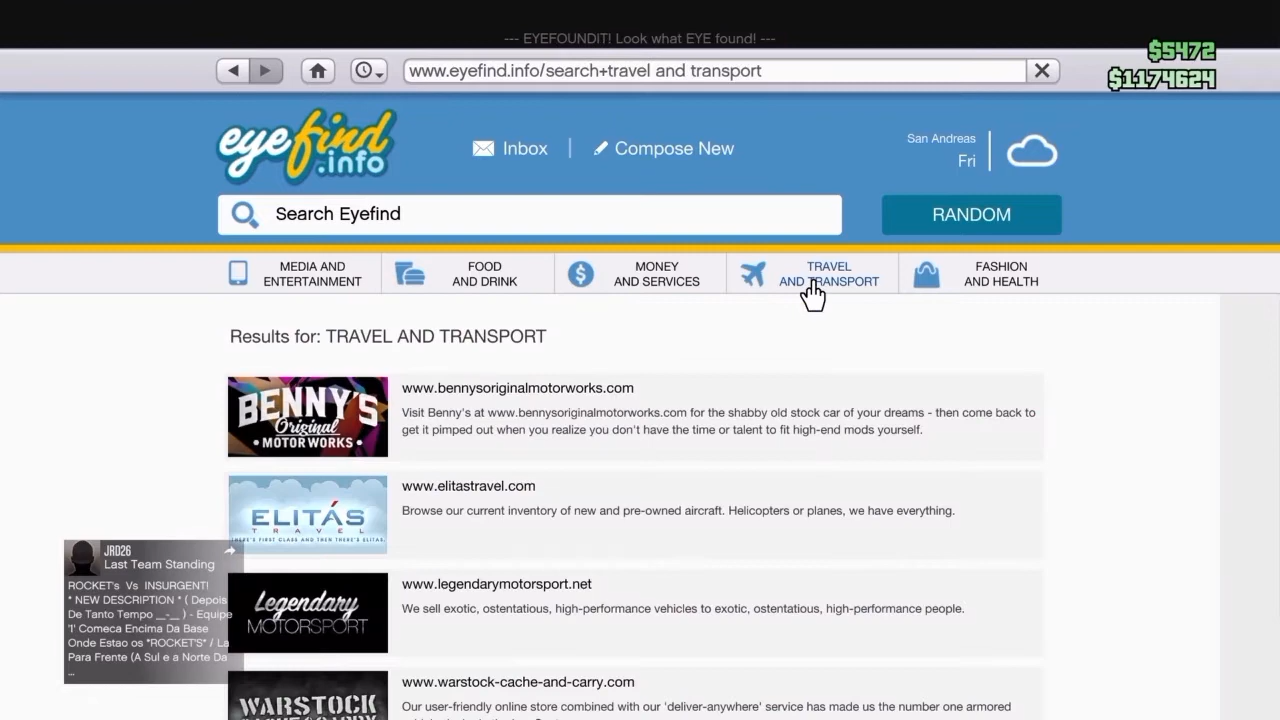 --- EYEFOUNDIT! Look what EYE found! ---
$5472
www.eyefind.info/search+travel and transport
$1174624
eyefind
.info
Inbox
Compose New
San Andreas
Fri
Search Eyefind
RANDOM
MEDIA AND
ENTERTAINMENT
FOOD
AND DRINK
MONEY
AND SERVICES
TRAVEL
AND TRANSPORT
FASHION
AND HEALTH
Results for: TRAVEL AND TRANSPORT
BENNY'S
Original
MOTOR WORKS
www.bennysoriginalmotorworks.com
Visit Benny's at www.bennysoriginalmotorworks.com for the shabby old stock car of your dreams - then come back to
get it pimped out when you realize you don't have the time or talent to fit high-end mods yourself.
ELITÁS
TRAVEL
THERE'S FIRST CLASS AND THEN THERE'S ELITAS.
www.elitastravel.com
Browse our current inventory of new and pre-owned aircraft. Helicopters or planes, we have everything.
JRD26
Last Team Standing
ROCKET's Vs INSURGENT!
* NEW DESCRIPTION * ( Depois
De Tanto Tempo __-__ ) - Equipe
'1' Comeca Encima Da Base
Onde Estao os *ROCKET'S* / La
Para Frente (A Sul e a Norte Da
...
Legendary
MOTORSPORT
www.legendarymotorsport.net
We sell exotic, ostentatious, high-performance vehicles to exotic, ostentatious, high-performance people.
WARSTOCK
www.warstock-cache-and-carry.com
Our user-friendly online store combined with our 'deliver-anywhere' service has made us the number one armored